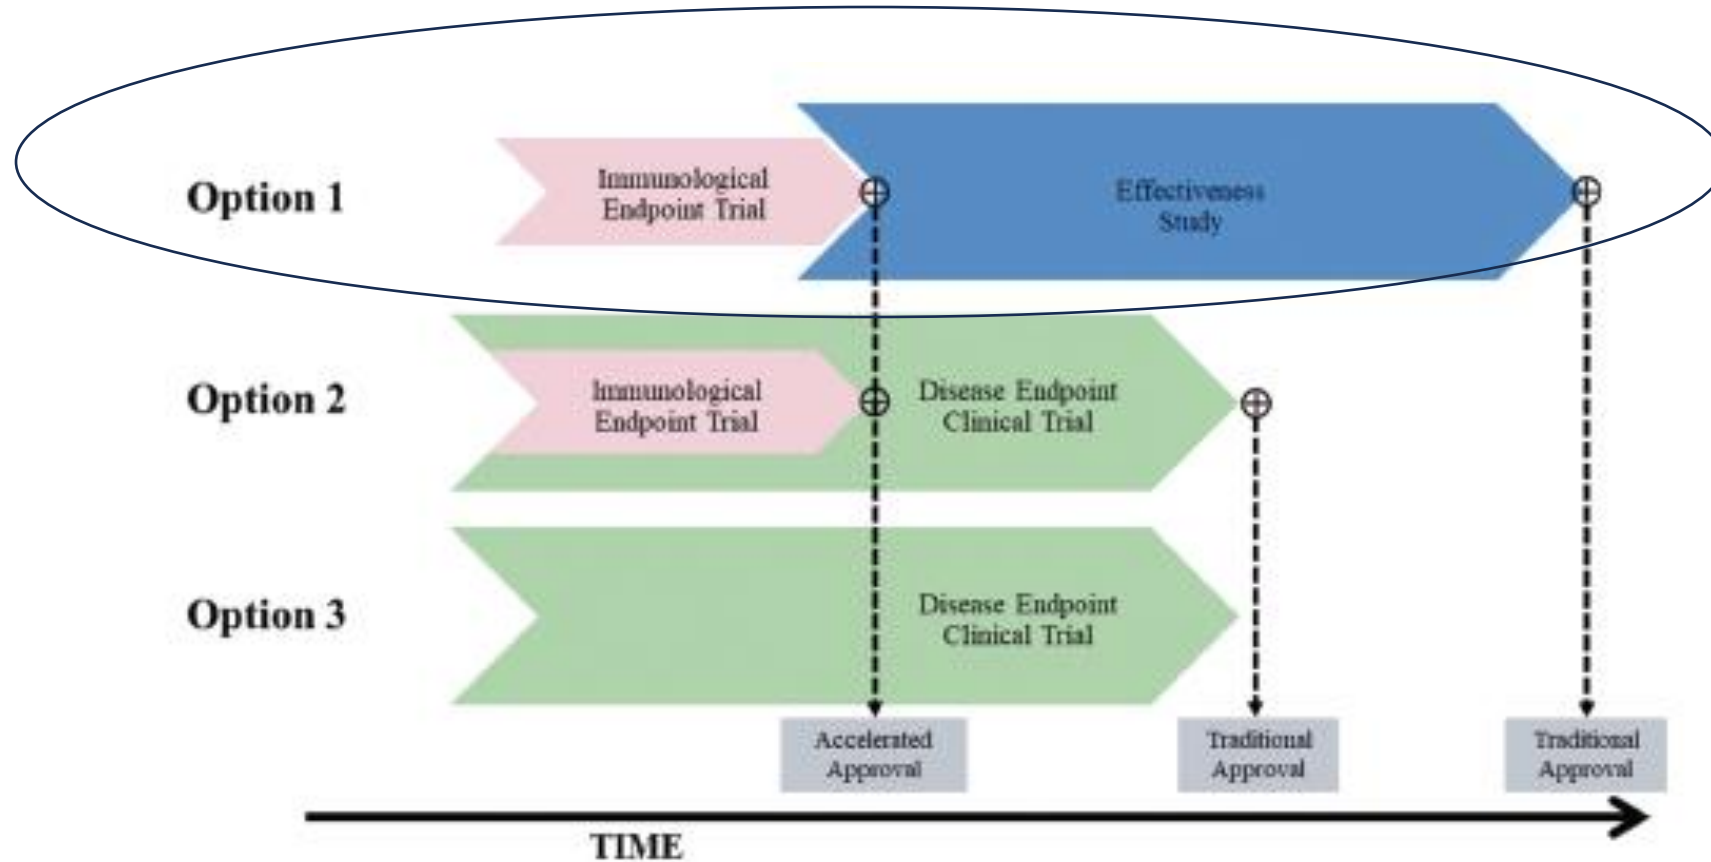 Option 1
Immunological
Endpoint Trial
Effectiveness
Study
Option 2
Immunological
Endpoint Trial
Disease Endpoint
Clinical Trial
Option 3
Disease Endpoint
Clinical Trial
Accelerated
Approval
Traditional
Approval
Traditional
Approval
TIME